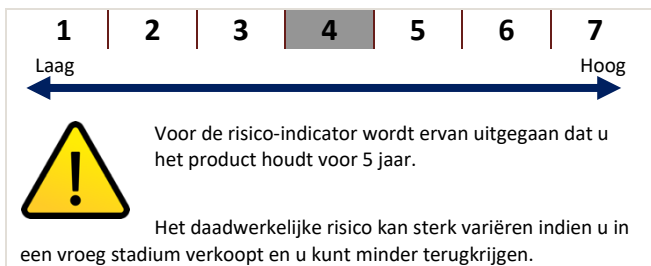 1 2 3 4 5 6 7
Laag Hoog
Voor de risico-indicator wordt ervan uitgegaan dat u
het product houdt voor 5 jaar.
Het daadwerkelijke risico kan sterk variëren indien u in
een vroeg stadium verkoopt en u kunt minder terugkrijgen.